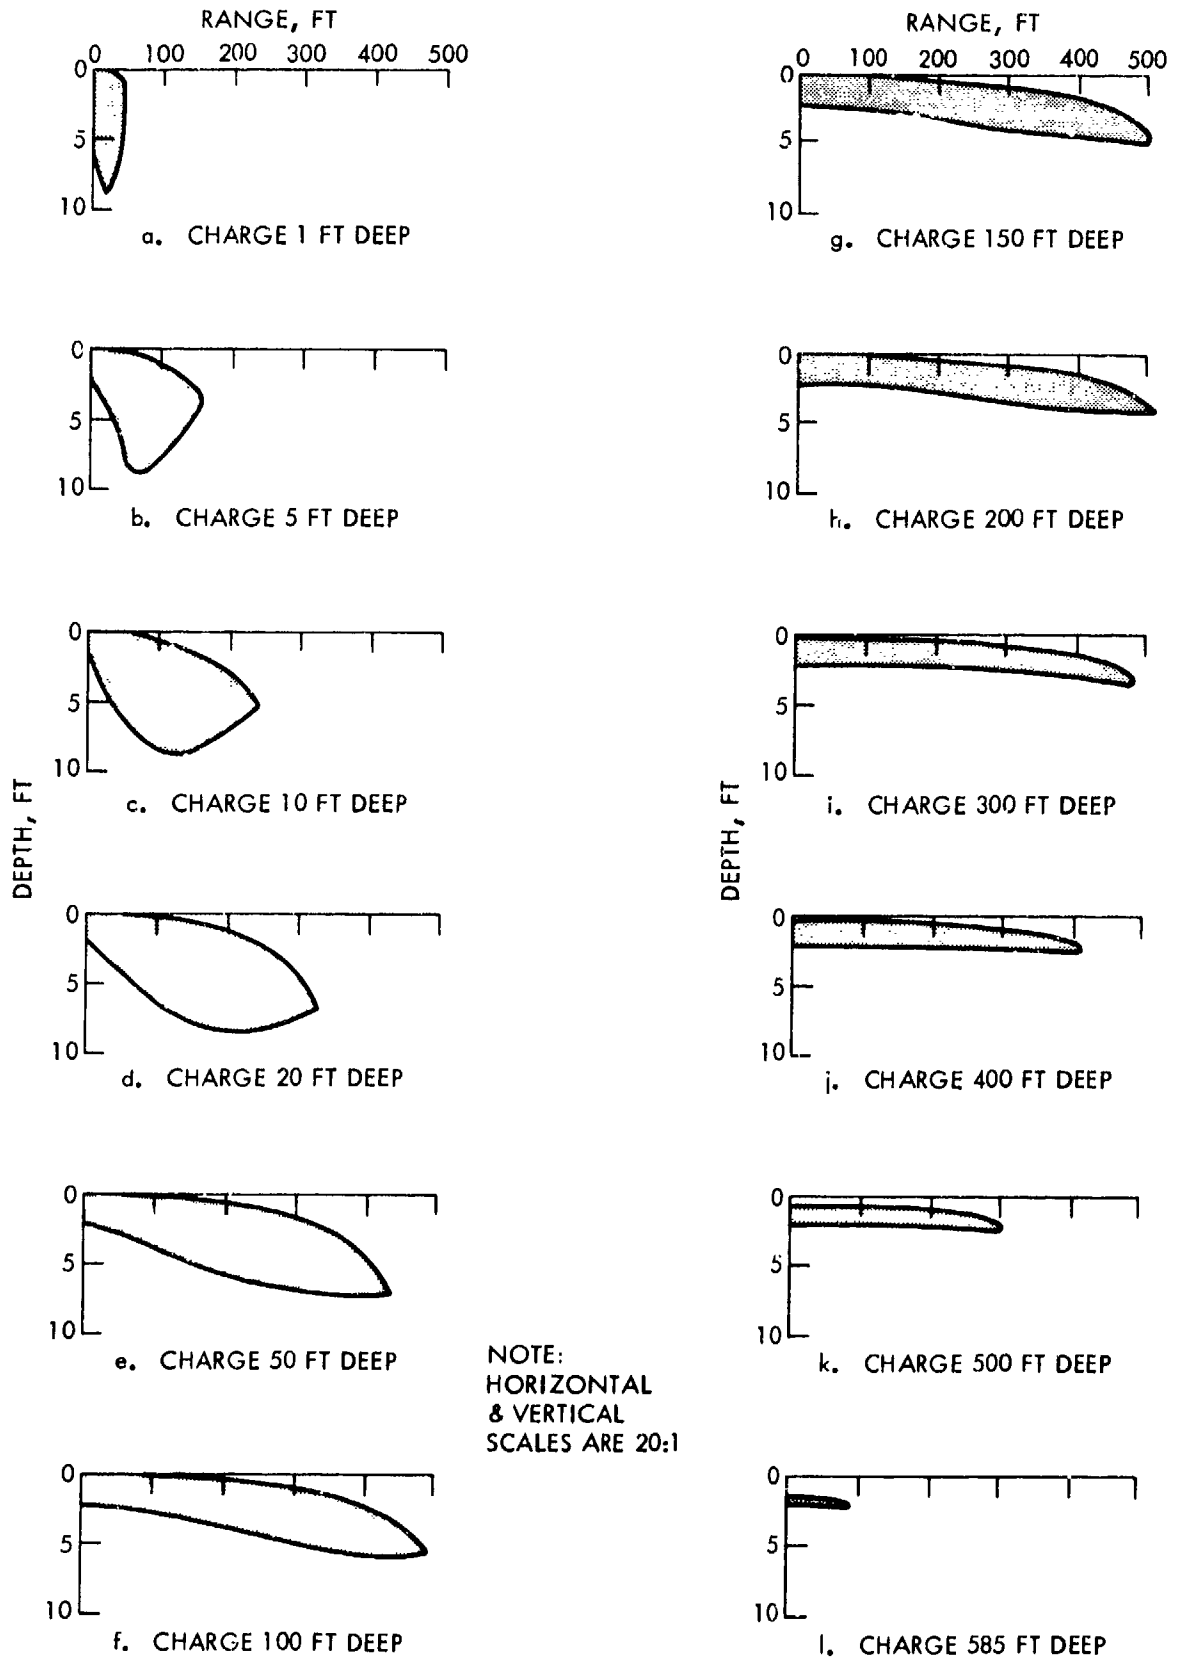 RANGE, FT
0 100 200 300 400 500
0
5
10
a. CHARGE 1 FT DEEP
0
5
10
b. CHARGE 5 FT DEEP
0
5
10
c. CHARGE 10 FT DEEP
DEPTH, FT
0
5
10
d. CHARGE 20 FT DEEP
0
5
10
e. CHARGE 50 FT DEEP
0
5
10
f. CHARGE 100 FT DEEP
NOTE:
HORIZONTAL
& VERTICAL
SCALES ARE 20:1
RANGE, FT
0 100 200 300 400 500
0
5
10
g. CHARGE 150 FT DEEP
0
5
10
h. CHARGE 200 FT DEEP
0
5
10
i. CHARGE 300 FT DEEP
DEPTH, FT
0
5
10
j. CHARGE 400 FT DEEP
0
5
10
k. CHARGE 500 FT DEEP
0
5
10
l. CHARGE 585 FT DEEP